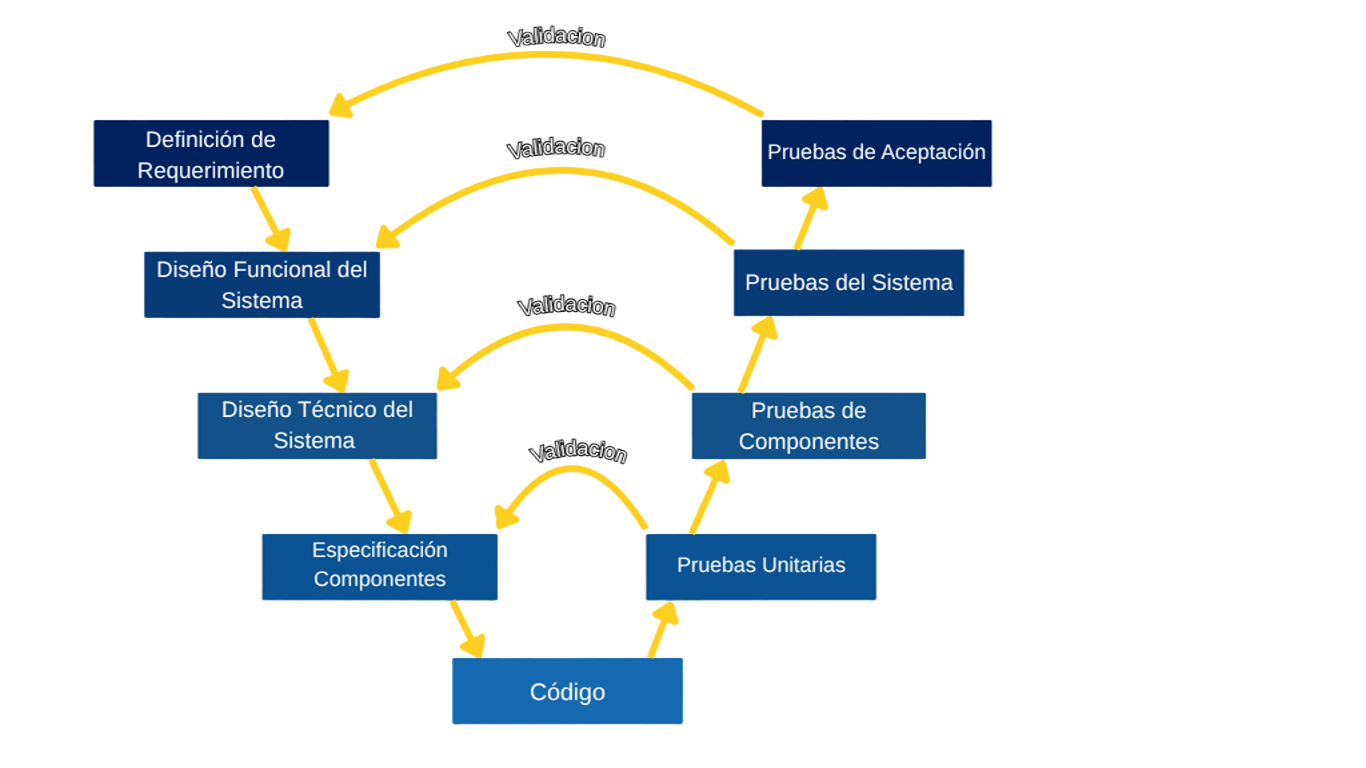 Validacion
Definición de
Requerimiento
Pruebas de Aceptación
Validacion
Diseño Funcional del
Sistema
Pruebas del Sistema
Validacion
Diseño Técnico del
Sistema
Pruebas de
Componentes
Validacion
Especificación
Componentes
Pruebas Unitarias
Código